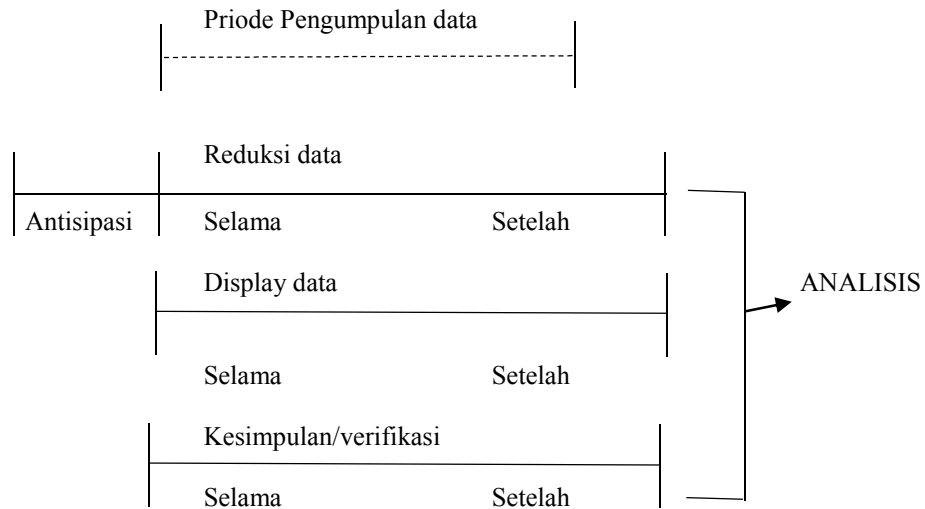 Priode Pengumpulan data
Reduksi data
Antisipasi Selama Setelah
Display data
ANALISIS
Selama Setelah
Kesimpulan/verifikasi
Selama Setelah